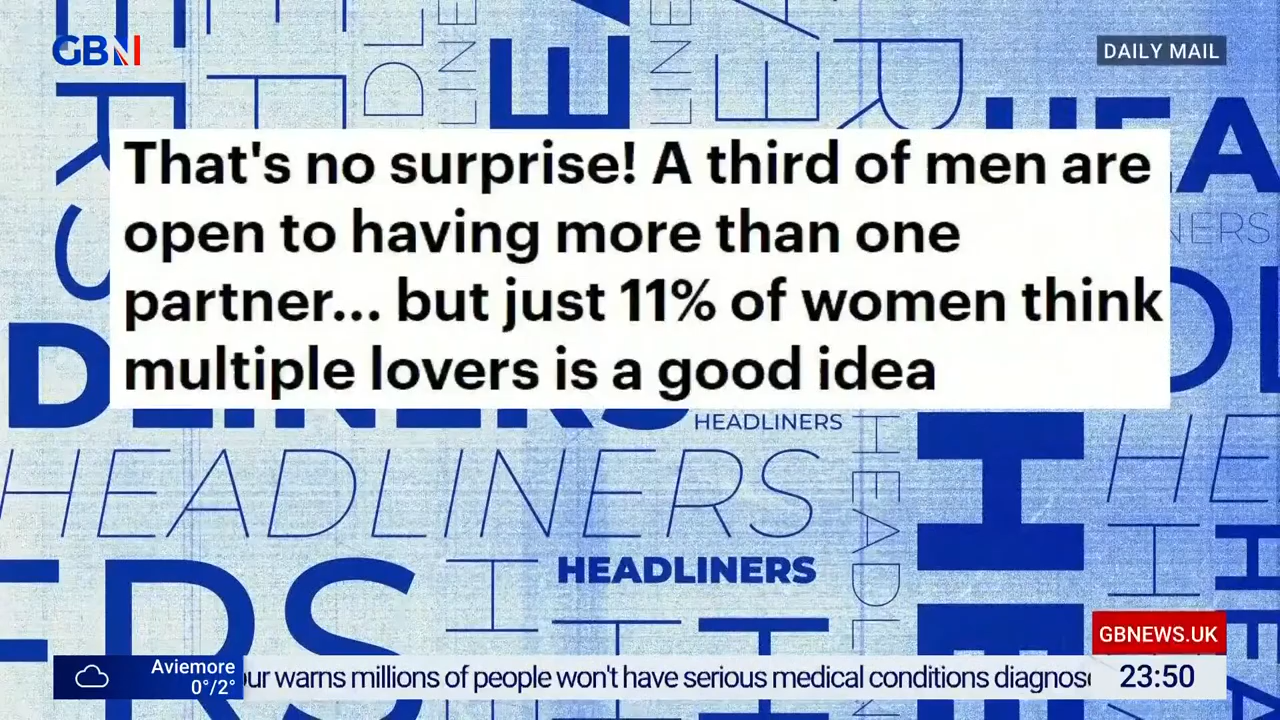 GBN
DAILY MAIL
That's no surprise! A third of men are
open to having more than one
partner... but just 11% of women think
multiple lovers is a good idea
HEADLINERS
HEADLINERS
HEADLINERS
GBNEWS.UK
Aviemore
0°/2°
our warns millions of people won't have serious medical conditions diagnos
23:50